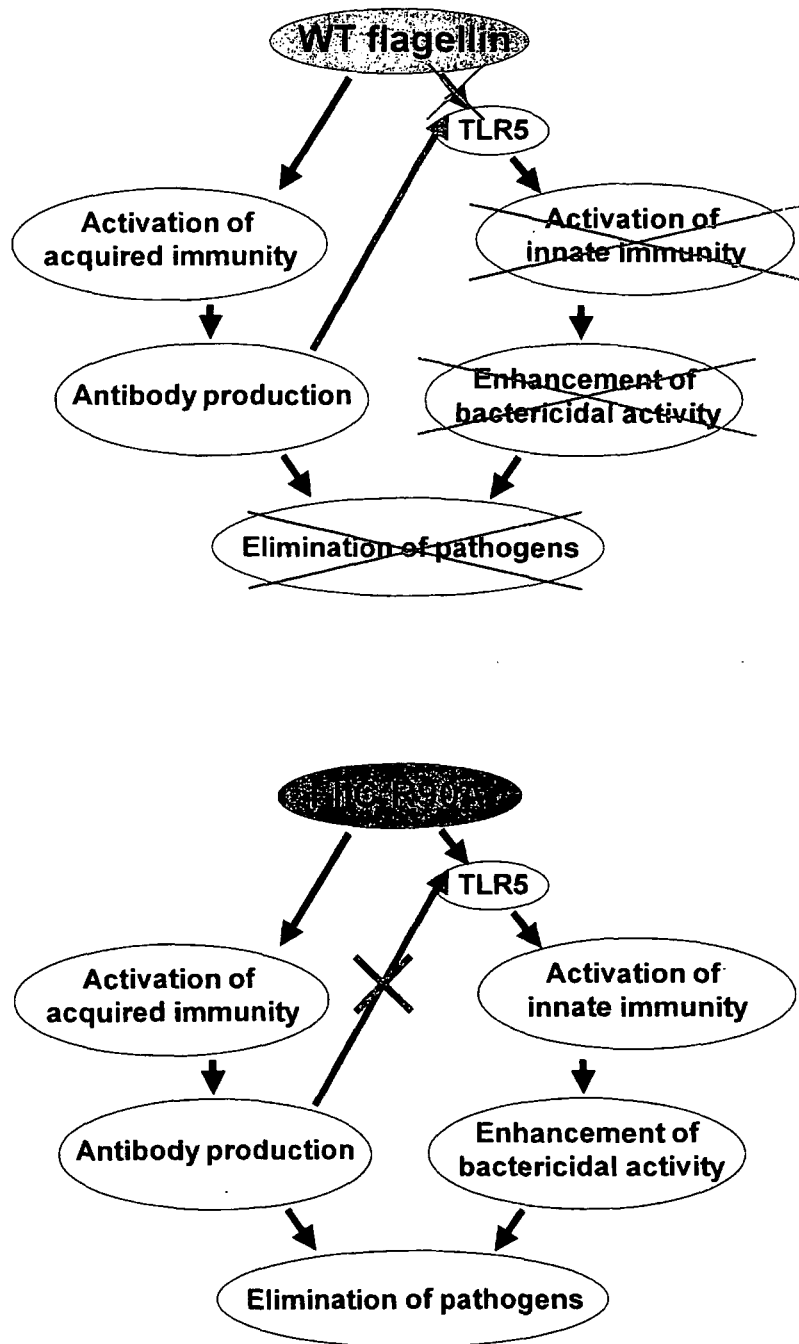 WT flagellin
TLR5
Activation of
acquired immunity
Activation of
innate immunity
Antibody production
Enhancement of
bactericidal activity
Elimination of pathogens
FliC R90A
TLR5
Activation of
acquired immunity
Activation of
innate immunity
Antibody production
Enhancement of
bactericidal activity
Elimination of pathogens